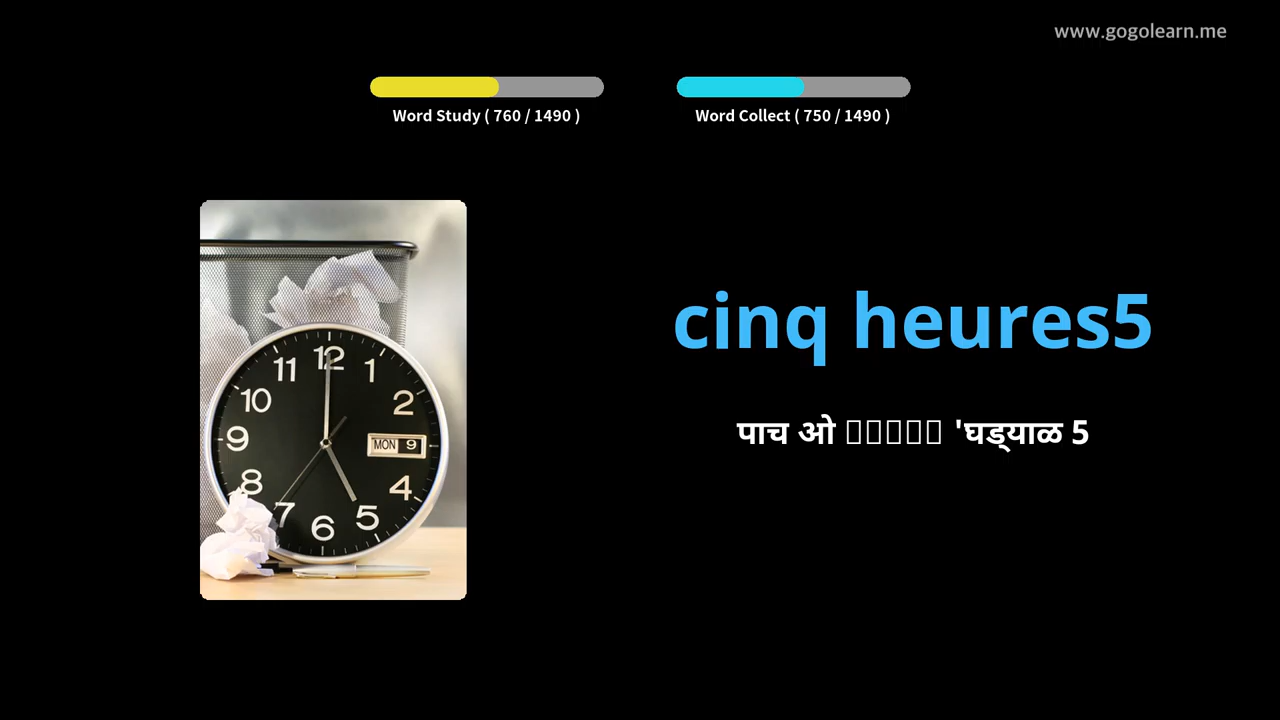 www.gogolearn.me
Word Study ( 760 / 1490 )
Word Collect ( 750 / 1490 )
cinq heures5
पाच ओ 'घड्याळ 5
12
11
1
10
2
9
MON 9
8
4
7
5
6